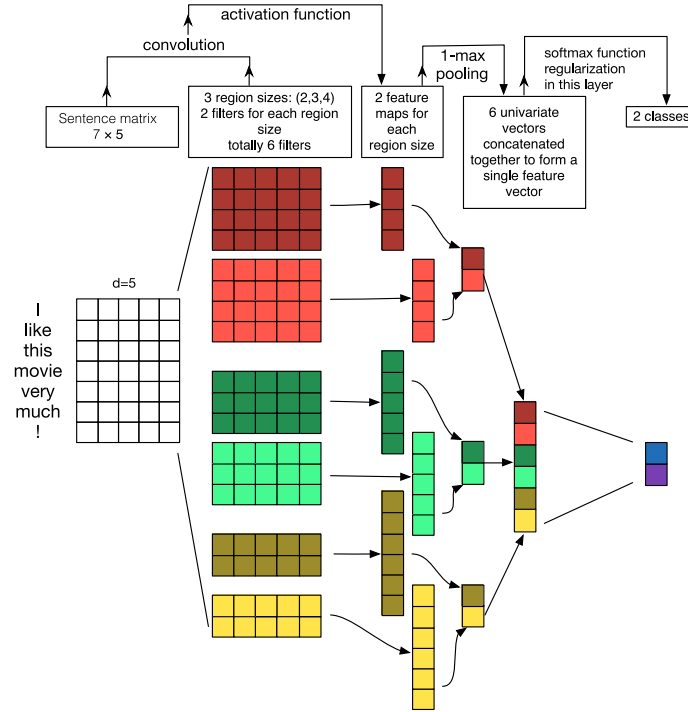 activation function
convolution
1-max
pooling
softmax function
regularization
in this layer
Sentence matrix
7 × 5
3 region sizes: (2,3,4)
2 filters for each region
size
totally 6 filters
2 feature
maps for
each
region size
6 univariate
vectors
concatenated
together to form a
single feature
vector
2 classes
d=5
I
like
this
movie
very
much
!